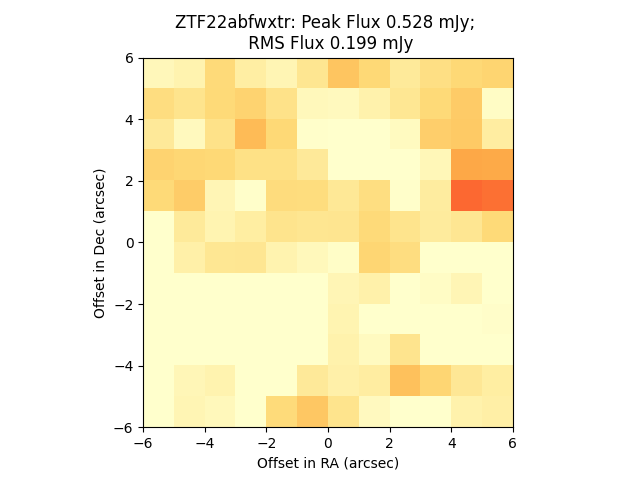 ZTF22abfwxtr: Peak Flux 0.528 mJy;
RMS Flux 0.199 mJy
6
4
2
0
−2
−4
−6
Offset in Dec (arcsec)
−6 −4 −2 0 2 4 6
Offset in RA (arcsec)